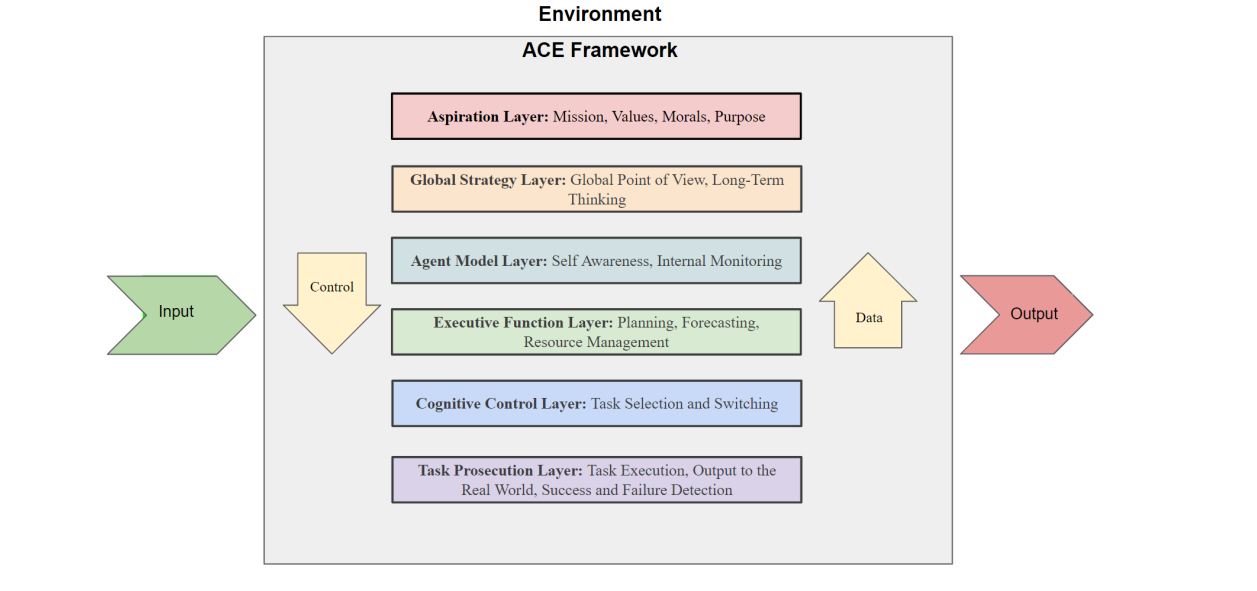 Environment
ACE Framework
Aspiration Layer: Mission, Values, Morals, Purpose
Global Strategy Layer: Global Point of View, Long-Term
Thinking
Agent Model Layer: Self Awareness, Internal Monitoring
Executive Function Layer: Planning, Forecasting,
Resource Management
Cognitive Control Layer: Task Selection and Switching
Task Prosecution Layer: Task Execution, Output to the
Real World, Success and Failure Detection
Input
Control
Data
Output